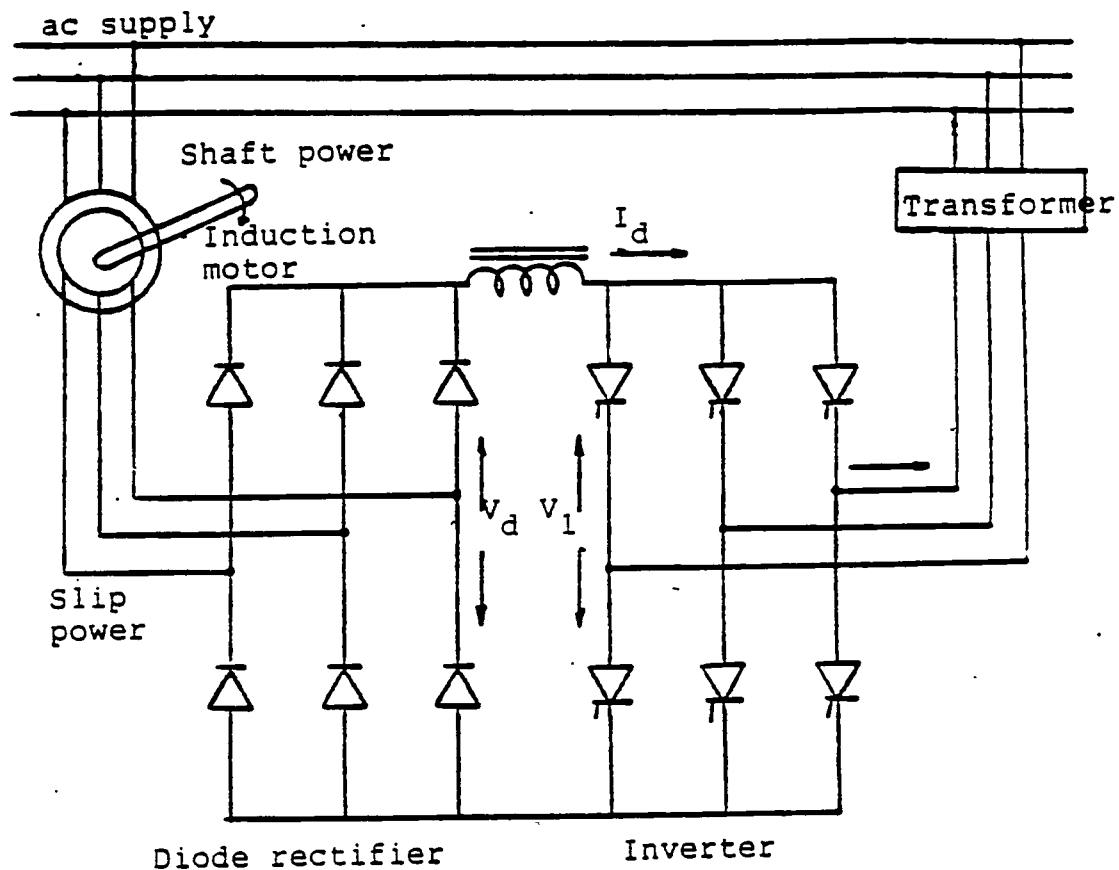 ac supply
Shaft power
Induction
motor
Transformer
I_d
V_d
V_1
Slip
power
Diode rectifier
Inverter